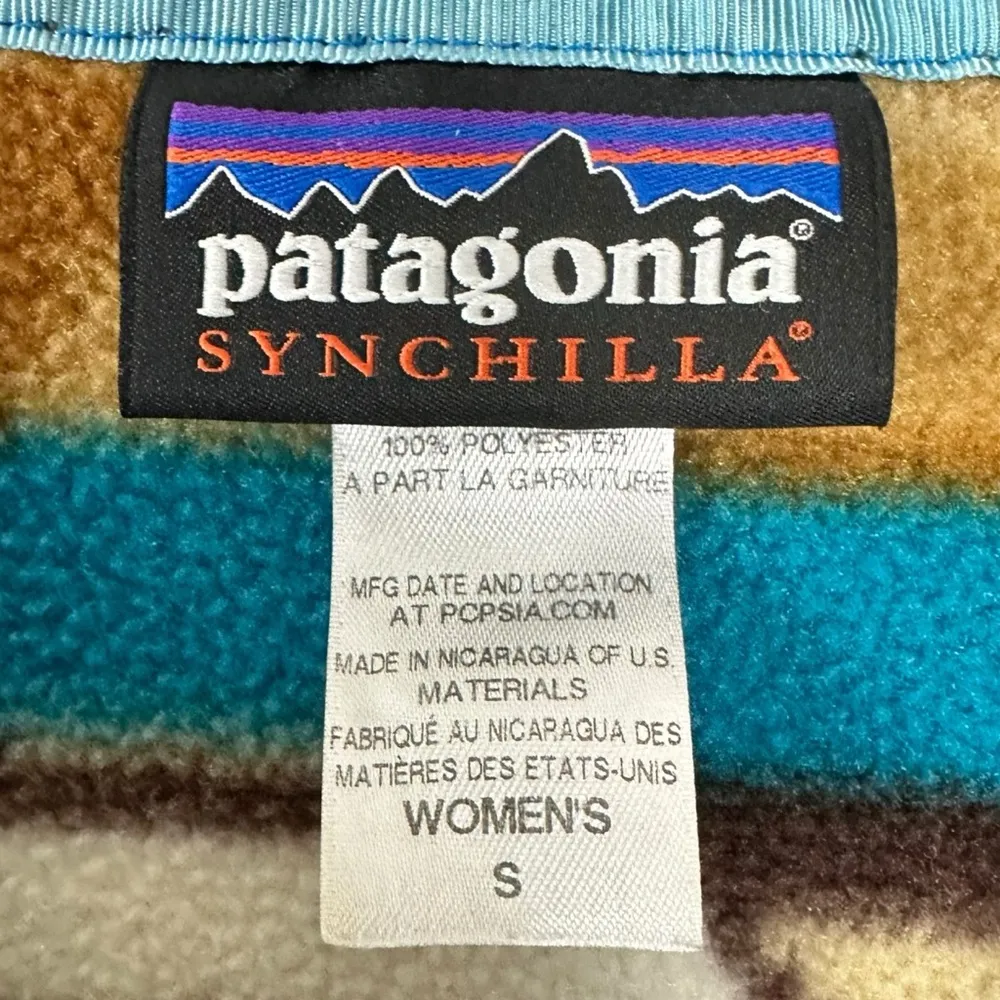 patagonia®
SYNCHILLA®
100% POLYESTER
À PART LA GARNITURE
MFG DATE AND LOCATION
AT PCPSIA.COM
MADE IN NICARAGUA OF U.S.
MATERIALS
FABRIQUÉ AU NICARAGUA DES
MATIÈRES DES ETATS-UNIS
WOMEN'S
S